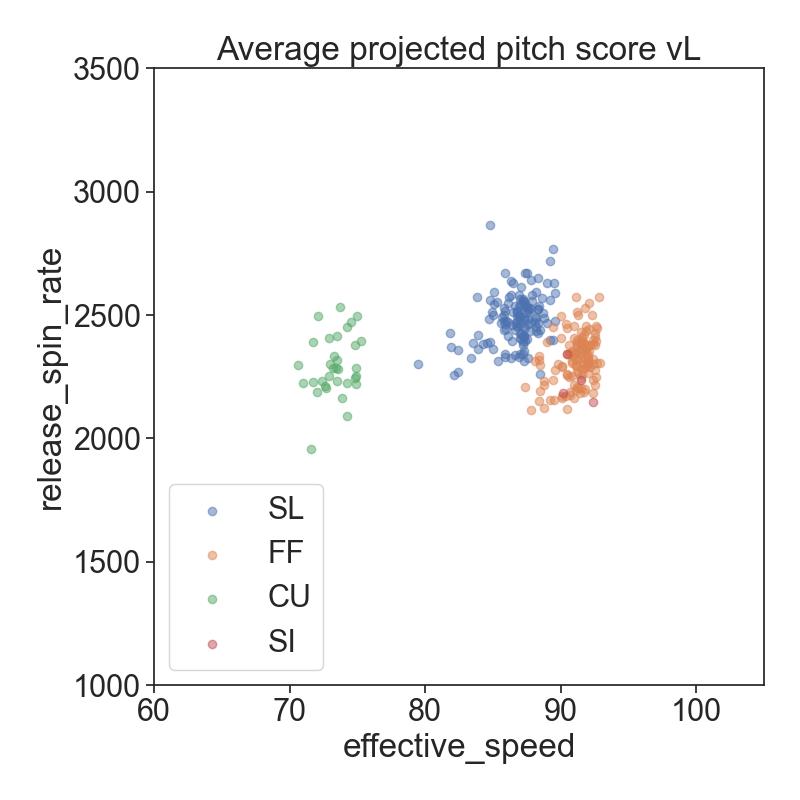 Average projected pitch score vL
3500
3000
2500
2000
1500
1000
release_spin_rate
SL
FF
CU
SI
60 70 80 90 100
effective_speed